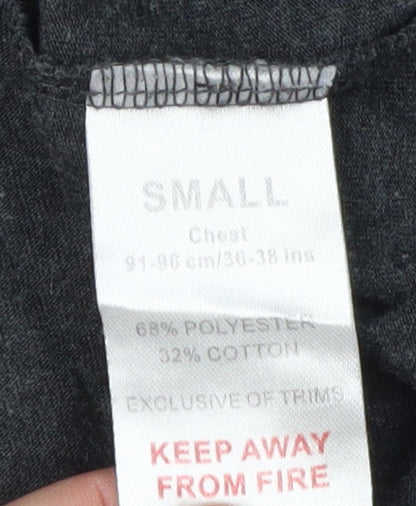 SMALL
Chest
91-96 cm/36-38 ins
68% POLYESTER
32% COTTON
EXCLUSIVE OF TRIMS
KEEP AWAY
FROM FIRE